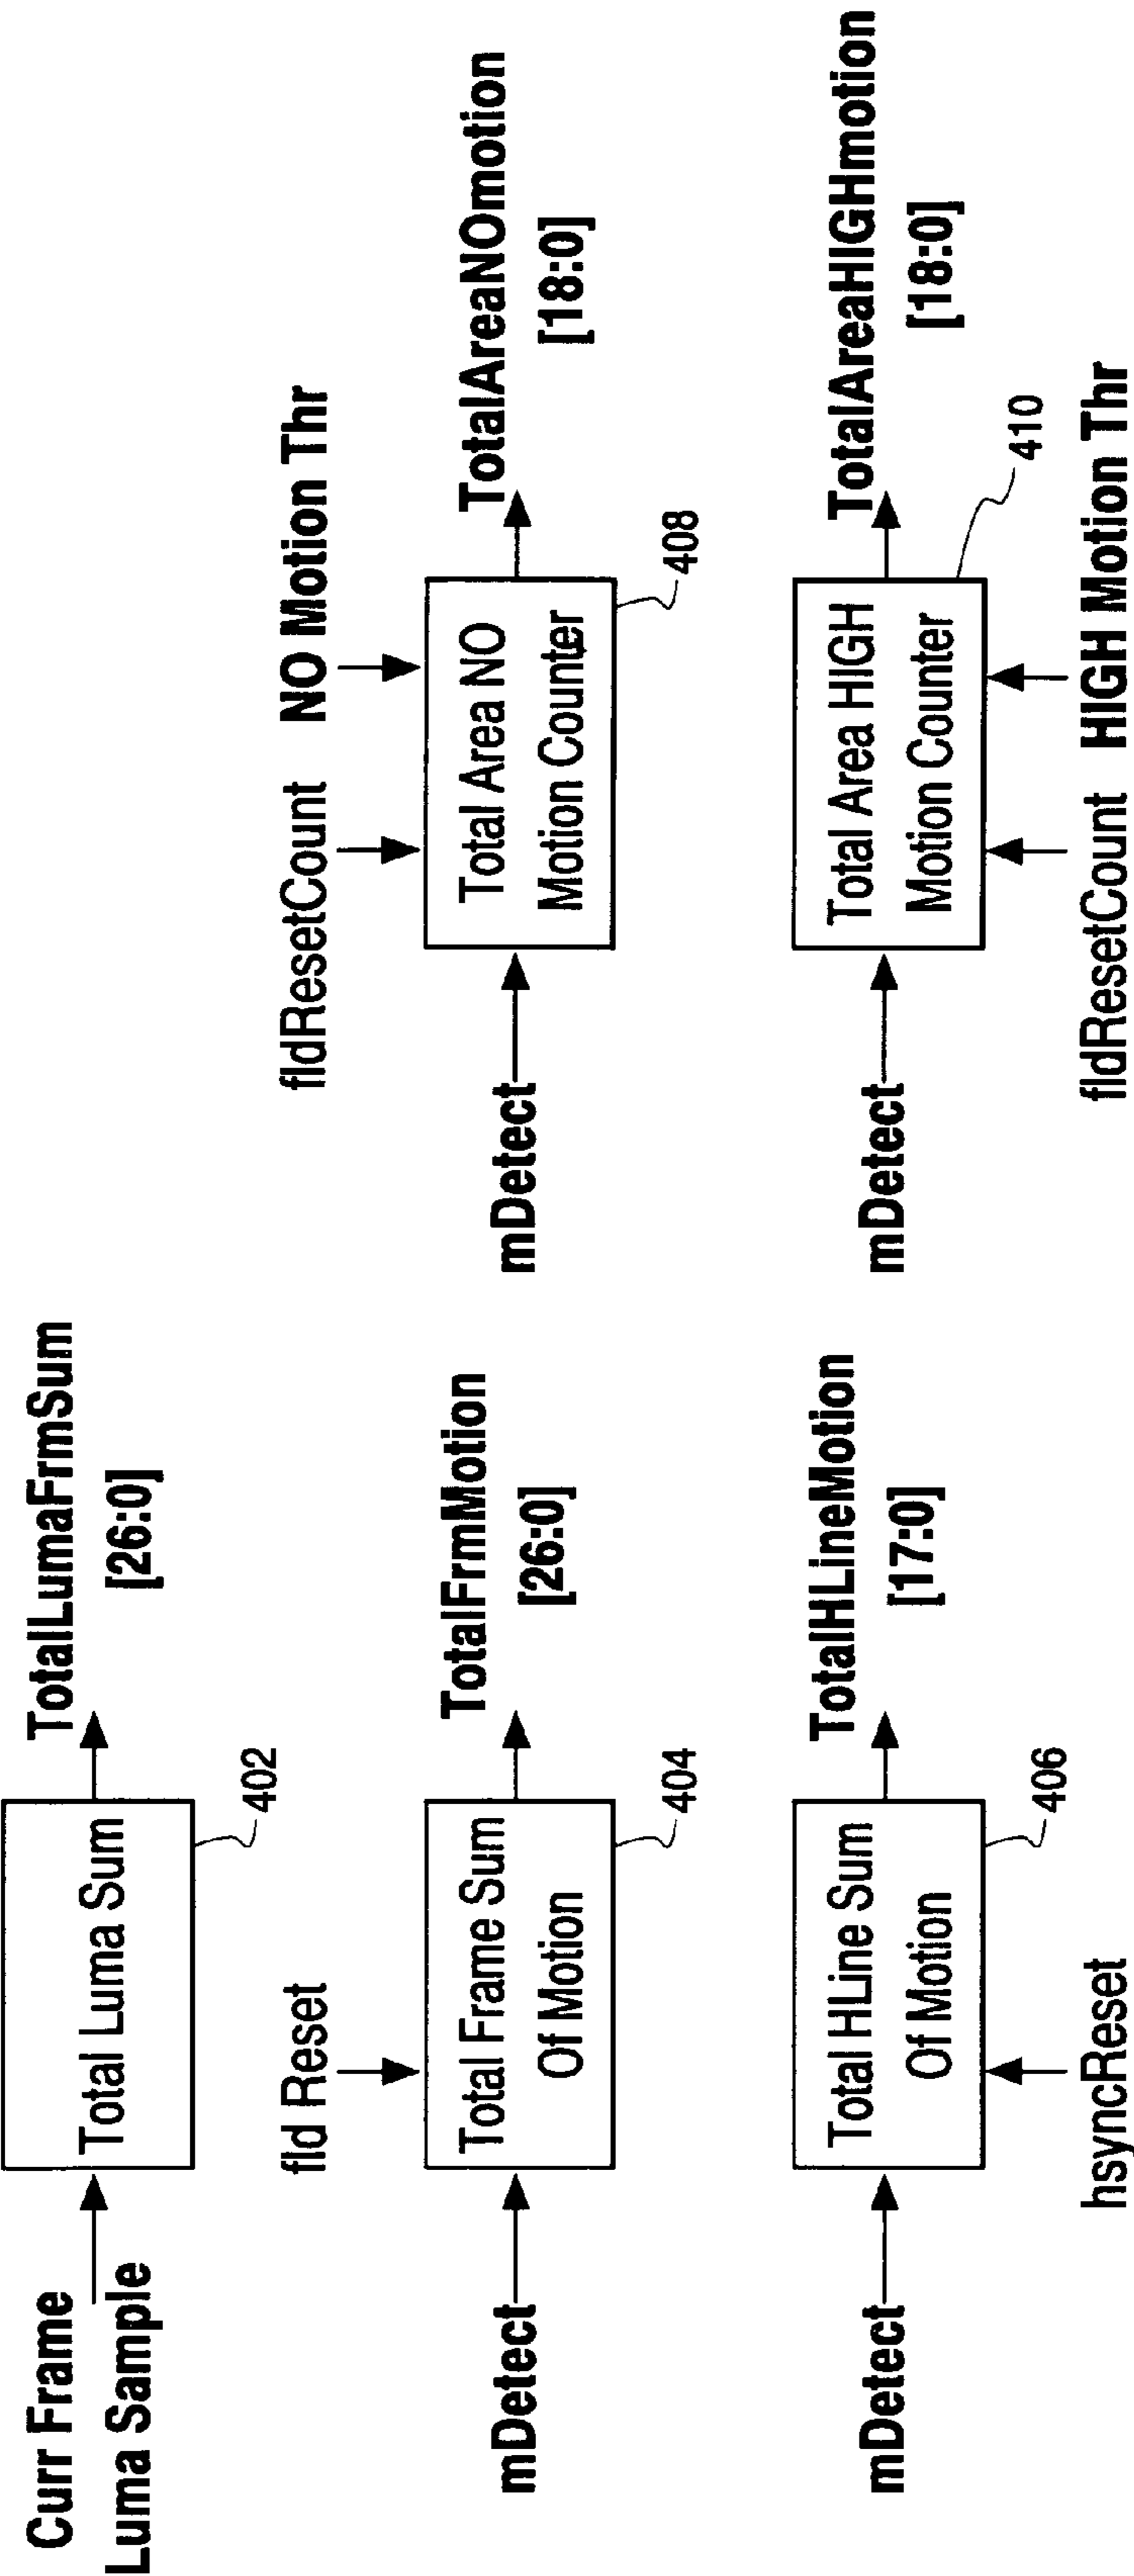 Curr Frame
Luma Sample
Total Luma Sum
402
TotalLumaFrmSum
[26:0]
fld Reset
mDetect
Total Frame Sum
Of Motion
404
TotalFrmMotion
[26:0]
mDetect
Total HLine Sum
Of Motion
406
TotalHLineMotion
[17:0]
hsyncReset
fldResetCount
NO Motion Thr
mDetect
Total Area NO
Motion Counter
408
TotalAreaNOmotion
[18:0]
mDetect
Total Area HIGH
Motion Counter
410
TotalAreaHIGHmotion
[18:0]
fldResetCount
HIGH Motion Thr